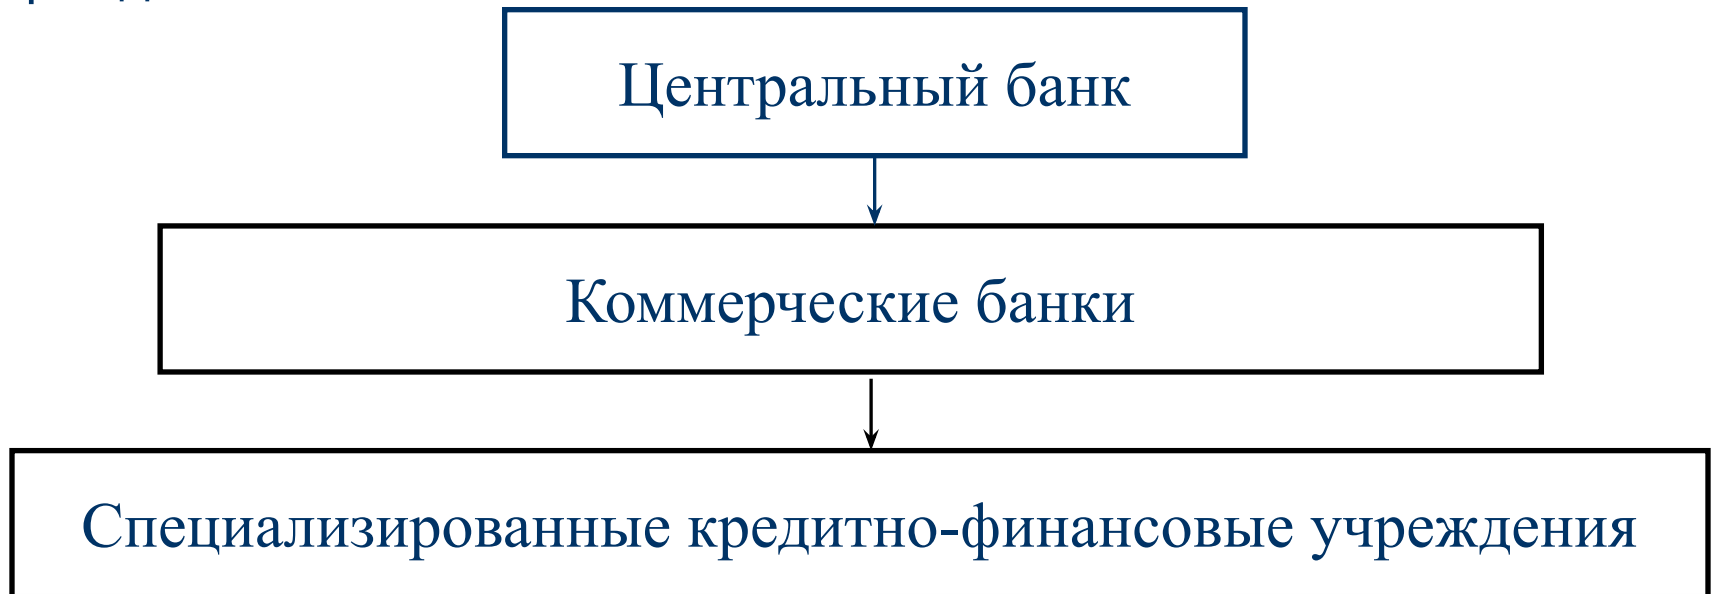 Центральный банк
Коммерческие банки
Специализированные кредитно-финансовые учреждения